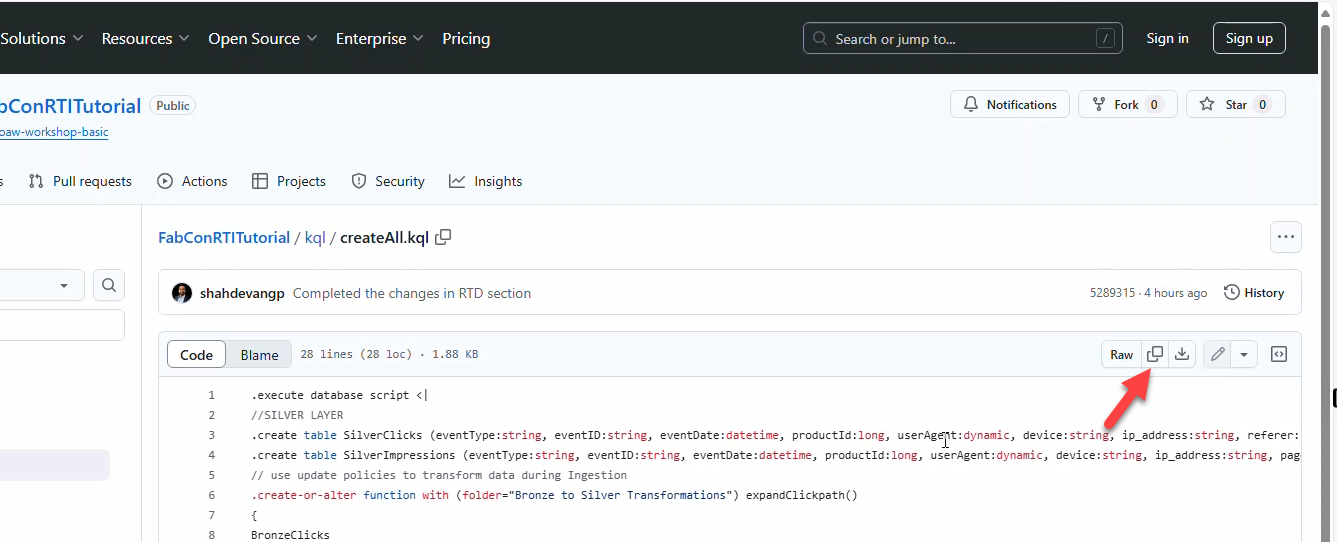 Solutions Resources Open Source Enterprise Pricing Search or jump to... / Sign in Sign up
bConRTITutorial Public Notifications Fork 0 Star 0
oaw-workshop-basic
s Pull requests Actions Projects Security Insights
FabConRTITutorial / kql / createAll.kql
shahdevangp Completed the changes in RTD section 5289315 · 4 hours ago History
Code Blame 28 lines (28 loc) · 1.88 KB Raw
1 .execute database script <|
2 //SILVER LAYER
3 .create table SilverClicks (eventType:string, eventID:string, eventDate:datetime, productId:long, userAgent:dynamic, device:string, ip_address:string, referer:
4 .create table SilverImpressions (eventType:string, eventID:string, eventDate:datetime, productId:long, userAgent:dynamic, device:string, ip_address:string, pag
5 // use update policies to transform data during Ingestion
6 .create-or-alter function with (folder="Bronze to Silver Transformations") expandClickpath()
7 {
8 BronzeClicks